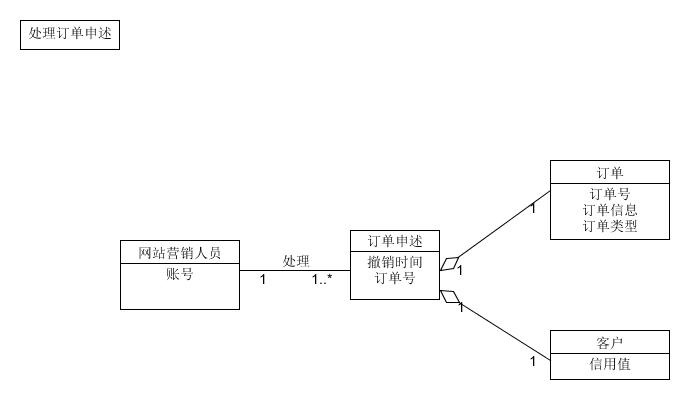 处理订单申述
订单
订单号
订单信息
订单类型
1
网站营销人员
账号
处理
1
1..*
订单申述
撤销时间
订单号
1
1
1
客户
信用值